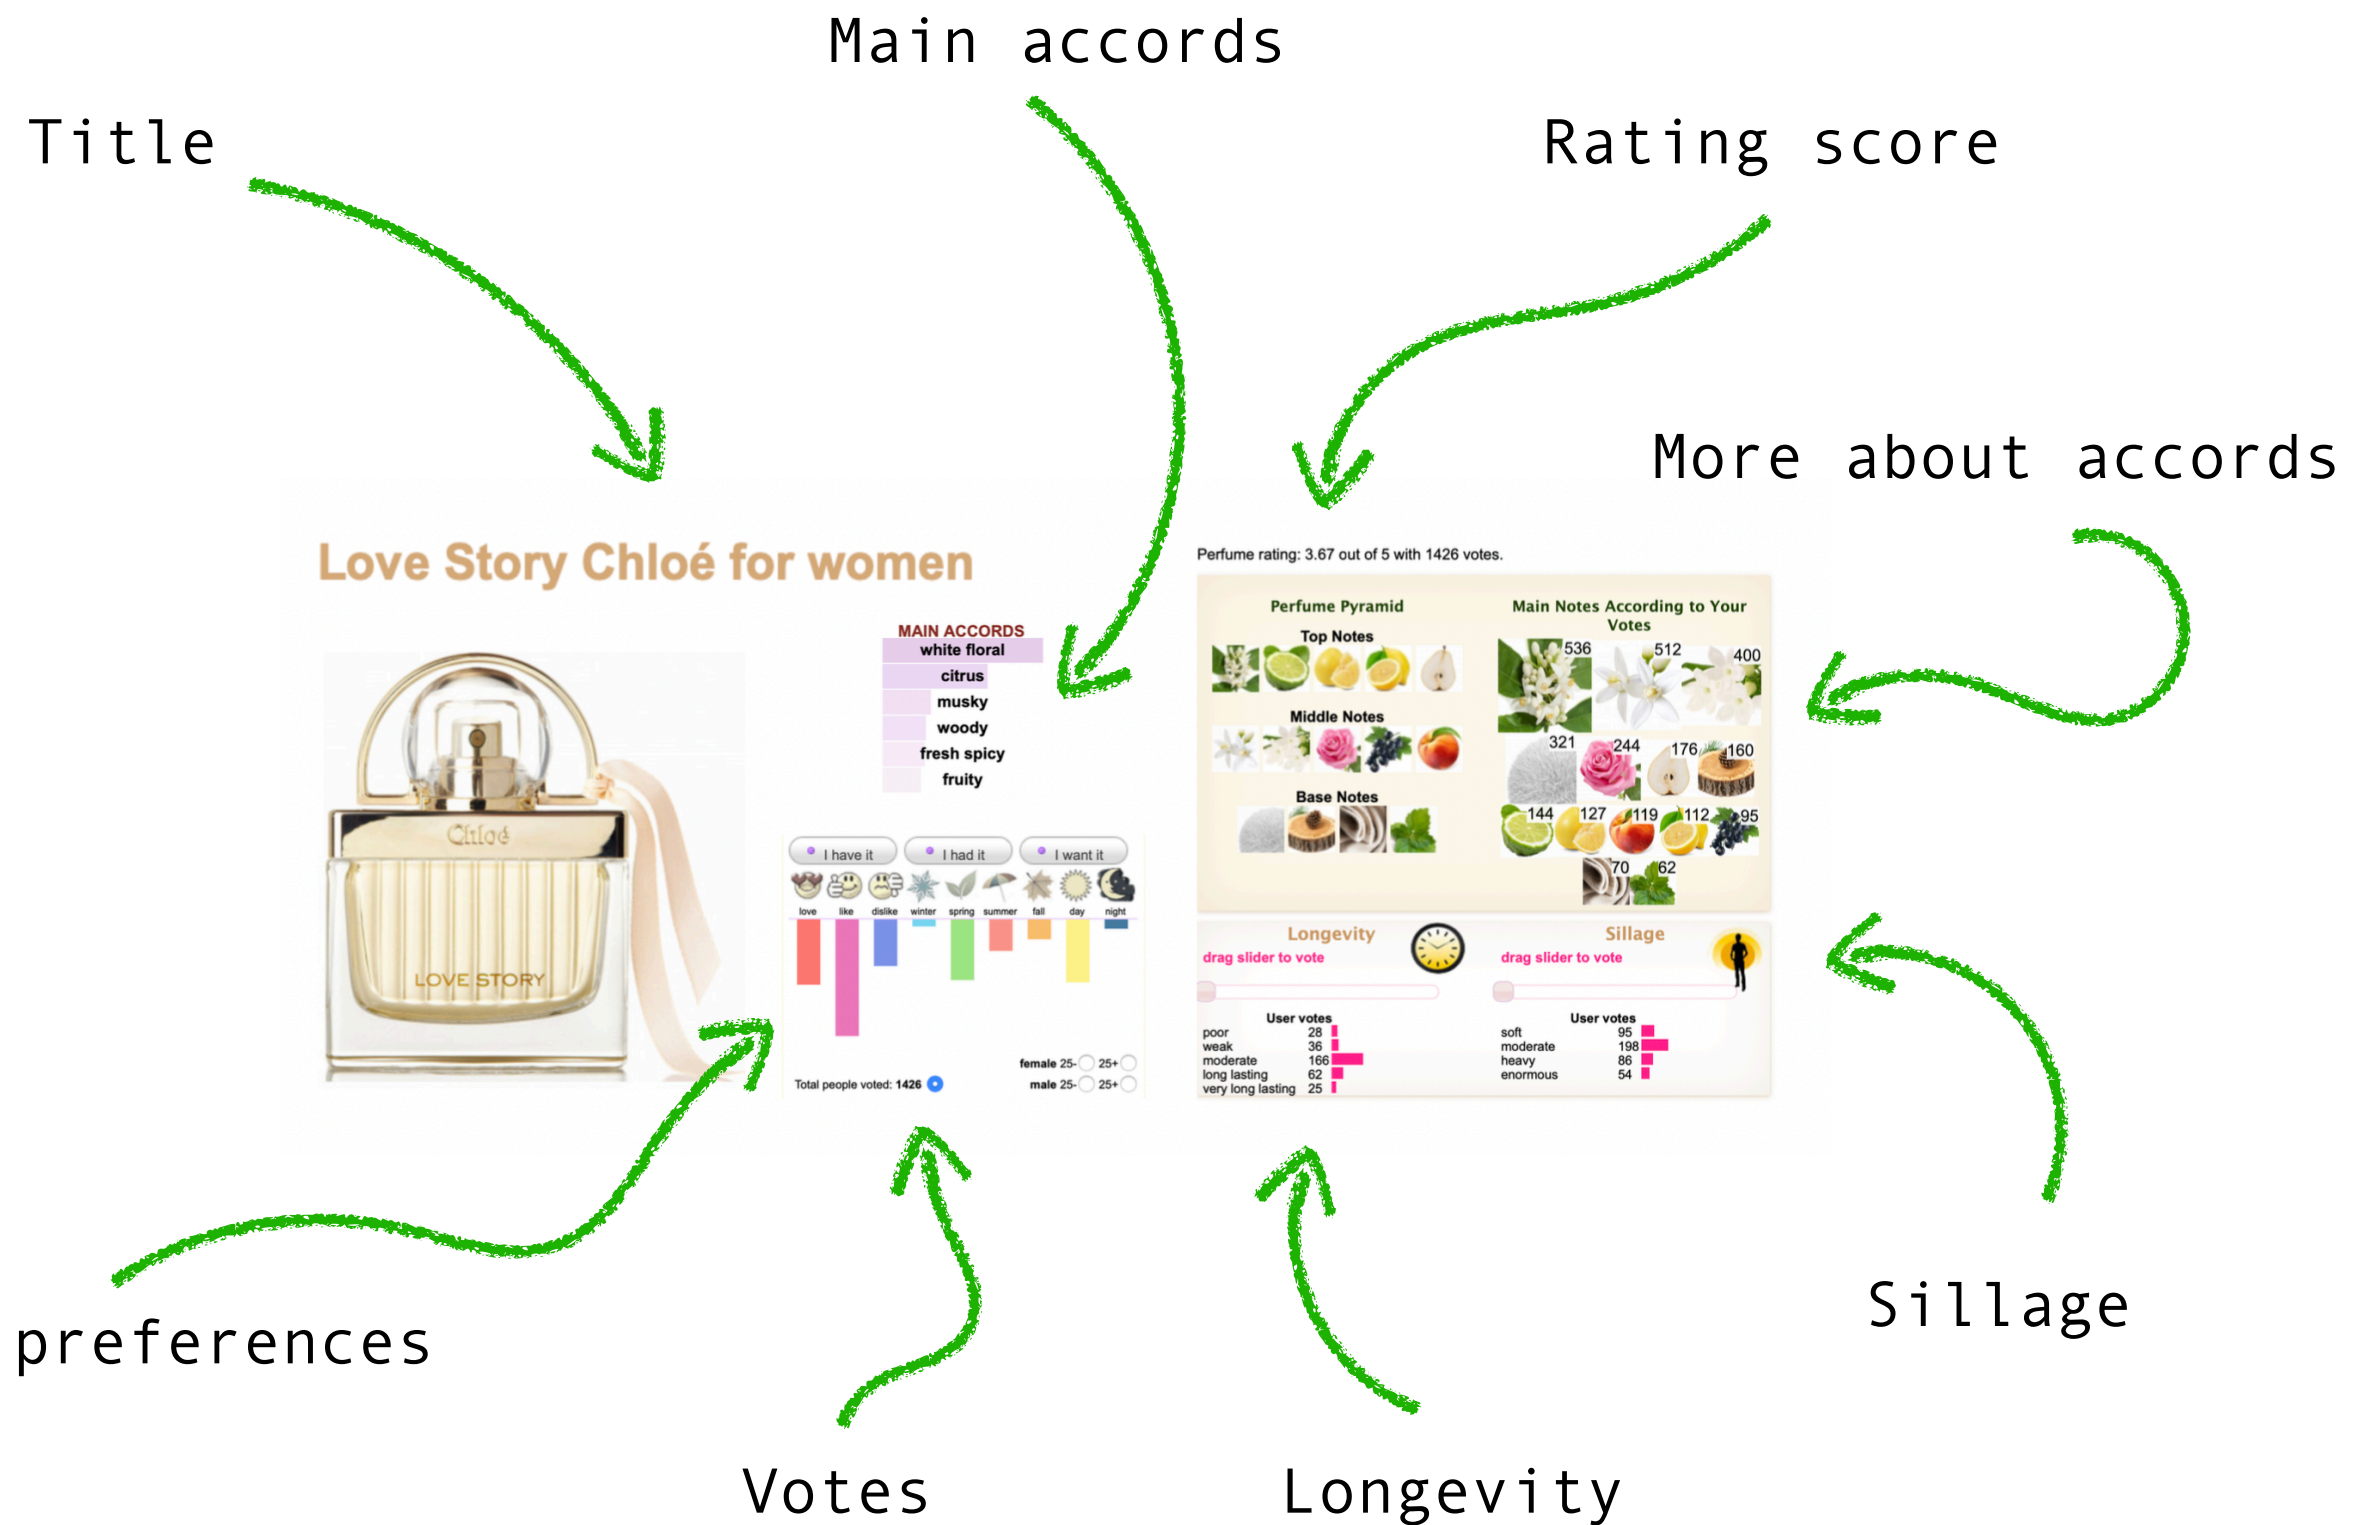 Main accords
Title
Rating score
More about accords
Love Story Chloé for women
MAIN ACCORDS
white floral
citrus
musky
woody
fresh spicy
fruity
Chloé
LOVE STORY
I have it I had it I want it
love like dislike winter spring summer fall day night
female 25- 25+
Total people voted: 1426 male 25- 25+
Perfume rating: 3.67 out of 5 with 1426 votes.
Perfume Pyramid
Top Notes
Middle Notes
Base Notes
Main Notes According to Your
Votes
536 512 400
321 244 176 160
144 127 119 112 95
70 62
Longevity
drag slider to vote
User votes
poor 28
weak 36
moderate 166
long lasting 62
very long lasting 25
Sillage
drag slider to vote
User votes
soft 95
moderate 198
heavy 86
enormous 54
preferences
Votes
Longevity
Sillage